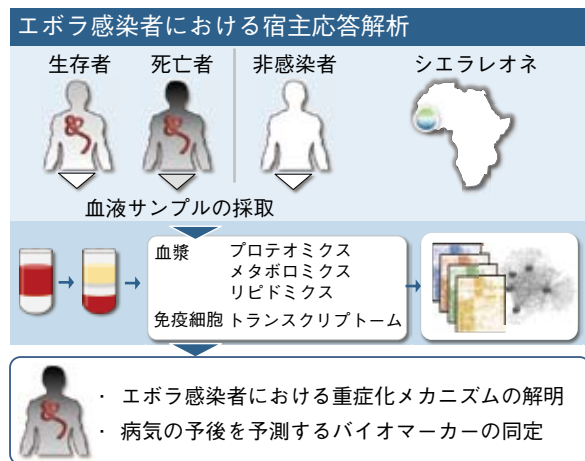 エボラ感染者における宿主応答解析
生存者 死亡者 非感染者 シエラレオネ
血液サンプルの採取
血漿 プロテオミクス
メタボロミクス
リピドミクス
免疫細胞 トランスクリプトーム
・ エボラ感染者における重症化メカニズムの解明
・ 病気の予後を予測するバイオマーカーの同定